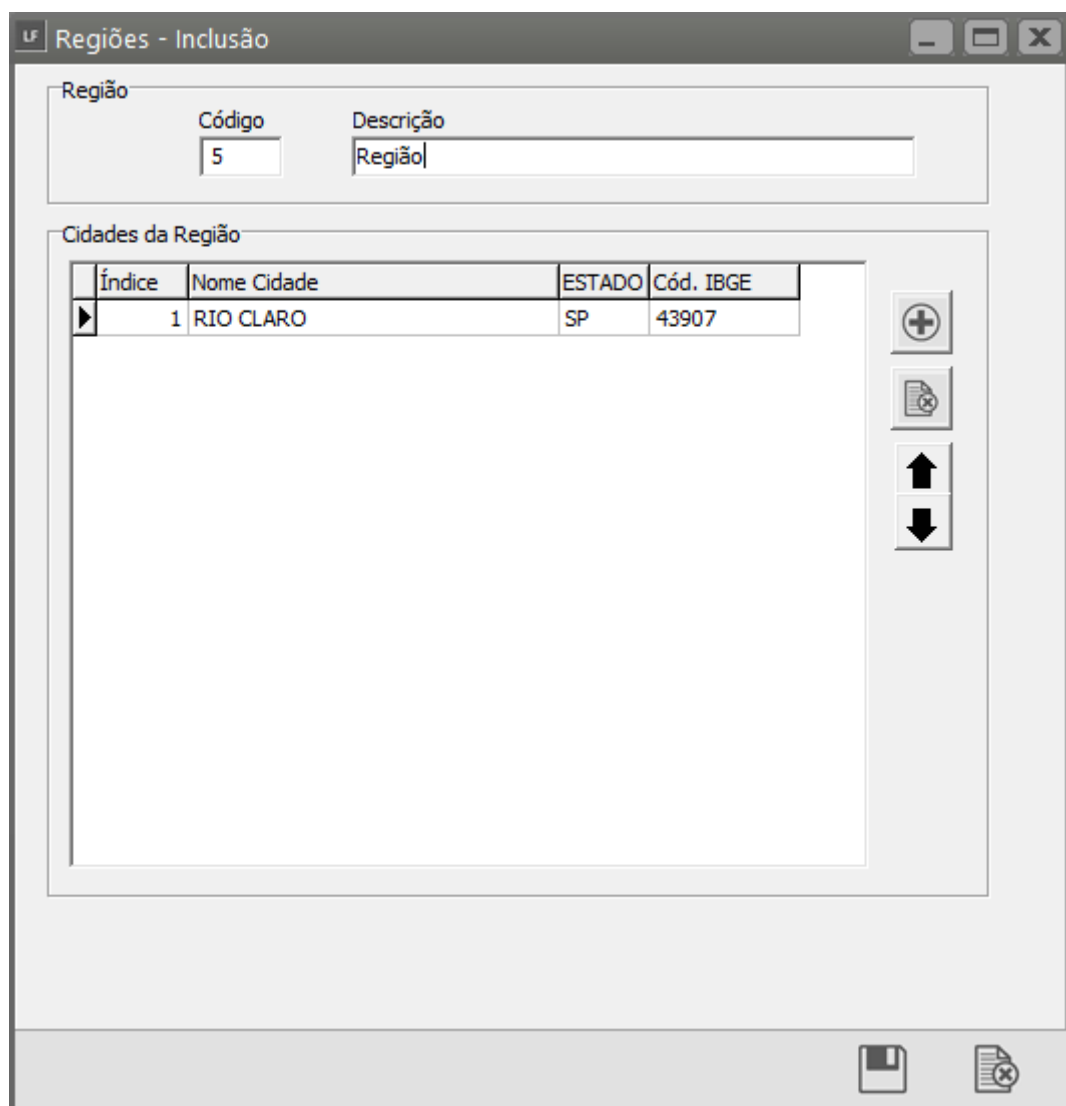 LF Regiões - Inclusão
Região
Código Descrição
5 Região
Cidades da Região
Índice Nome Cidade ESTADO Cód. IBGE
1 RIO CLARO SP 43907